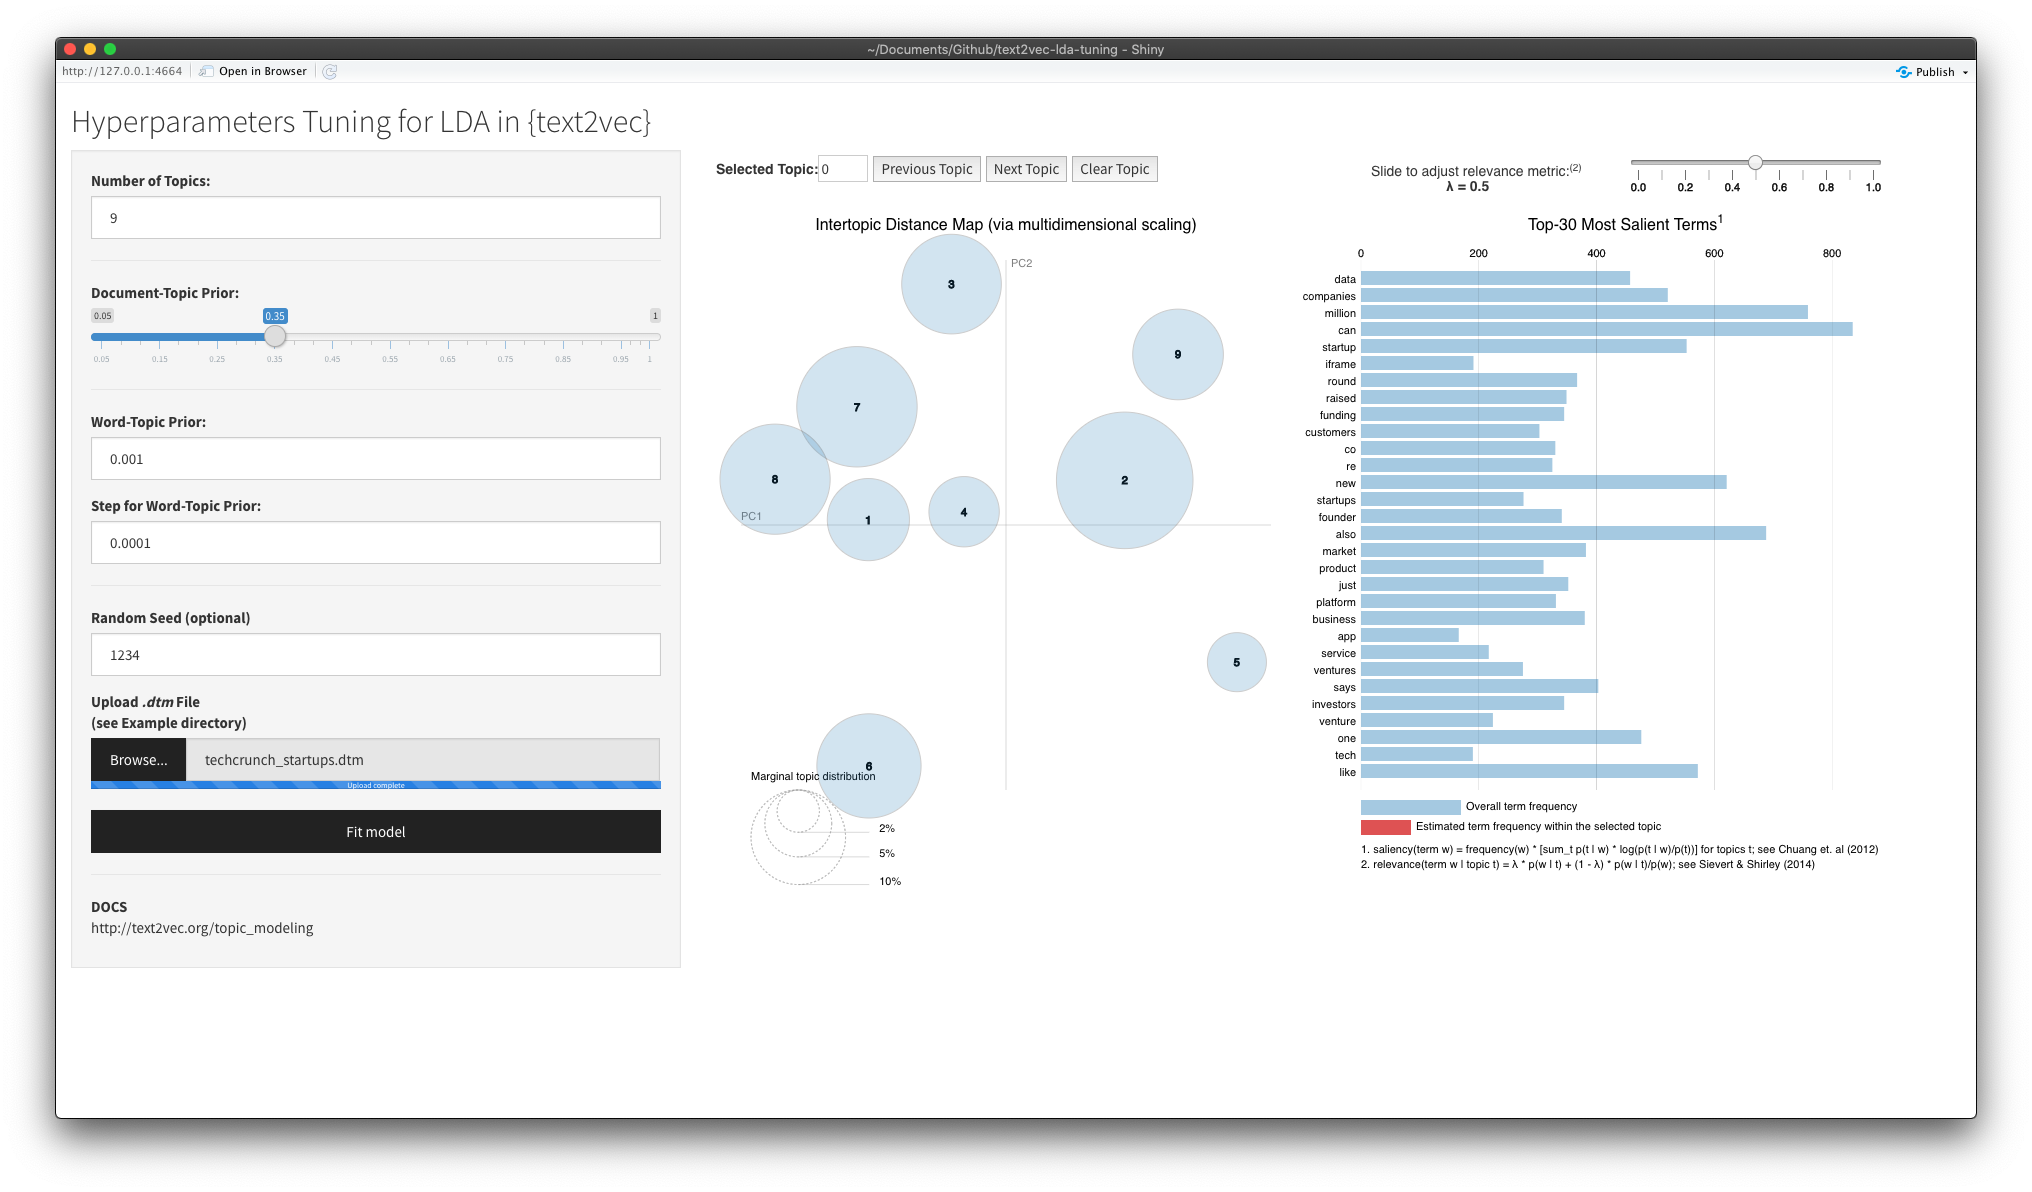 ~/Documents/Github/text2vec-lda-tuning - Shiny
http://127.0.0.1:4664
Open in Browser
Publish
Hyperparameters Tuning for LDA in {text2vec}
Number of Topics:
9
Document-Topic Prior:
0.05
0.35
1
0.05 0.15 0.25 0.35 0.45 0.55 0.65 0.75 0.85 0.95 1
Word-Topic Prior:
0.001
Step for Word-Topic Prior:
0.0001
Random Seed (optional)
1234
Upload .dtm File
(see Example directory)
Browse... techcrunch_startups.dtm
Upload complete
Fit model
DOCS
http://text2vec.org/topic_modeling
Selected Topic: 0 Previous Topic Next Topic Clear Topic
Slide to adjust relevance metric:(2)
λ = 0.5
0.0 0.2 0.4 0.6 0.8 1.0
Intertopic Distance Map (via multidimensional scaling)
PC2
3
9
7
8
2
PC1
1
4
5
6
Marginal topic distribution
2%
5%
10%
Top-30 Most Salient Terms1
0 200 400 600 800
data
companies
million
can
startup
iframe
round
raised
funding
customers
co
re
new
startups
founder
also
market
product
just
platform
business
app
service
ventures
says
investors
venture
one
tech
like
Overall term frequency
Estimated term frequency within the selected topic
1. saliency(term w) = frequency(w) * [sum_t p(t | w) * log(p(t | w)/p(t))] for topics t; see Chuang et. al (2012)
2. relevance(term w | topic t) = λ * p(w | t) + (1 - λ) * p(w | t)/p(w); see Sievert & Shirley (2014)